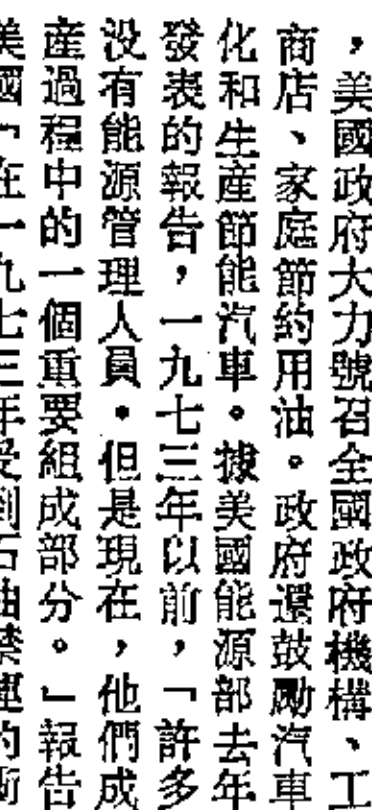 ，美國政府大力號召全國政府機構、工
商店、家庭節約用油。政府還鼓勵汽車
化和生産節能汽車。據美國能源部去年
發表的報告，一九七三年以前，「許多
没有能源管理人員。但是現在，他們成
産過程中的一個重要組成部分。」報告
美國「在一九七三年受到石油禁運的衝